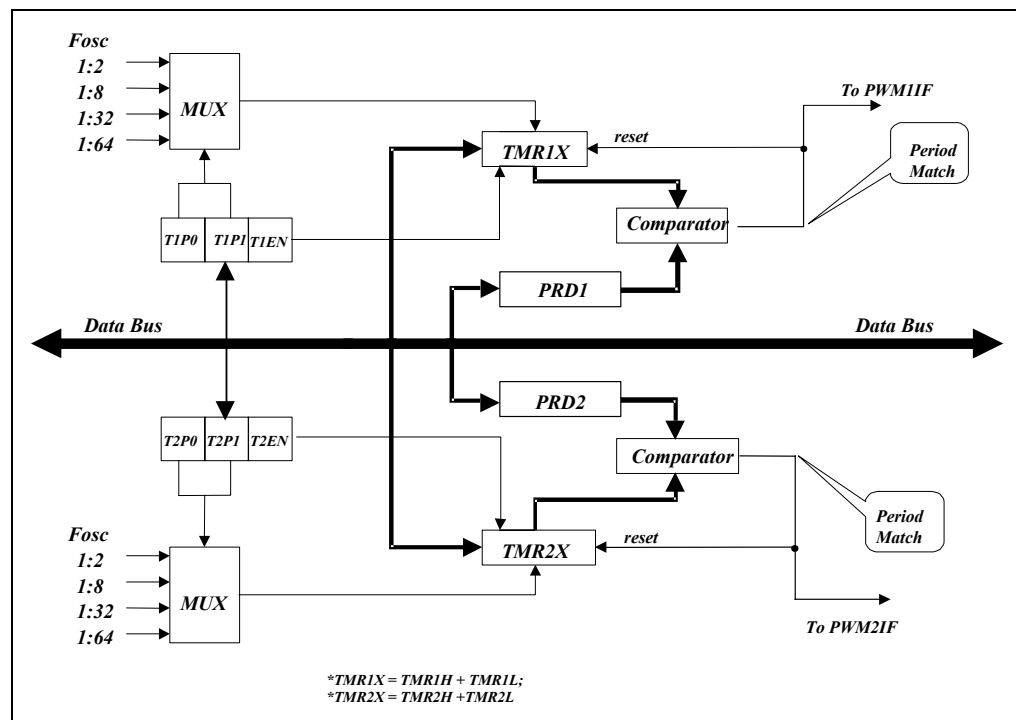 Fosc
1:2
1:8
1:32
1:64
MUX
To PWM1IF
TMR1X
reset
Period
Match
T1P0 T1P1 T1EN
Comparator
PRD1
Data Bus
Data Bus
PRD2
T2P0 T2P1 T2EN
Comparator
Period
Match
Fosc
1:2
1:8
1:32
1:64
MUX
TMR2X
reset
To PWM2IF
*TMR1X = TMR1H + TMR1L;
*TMR2X = TMR2H +TMR2L